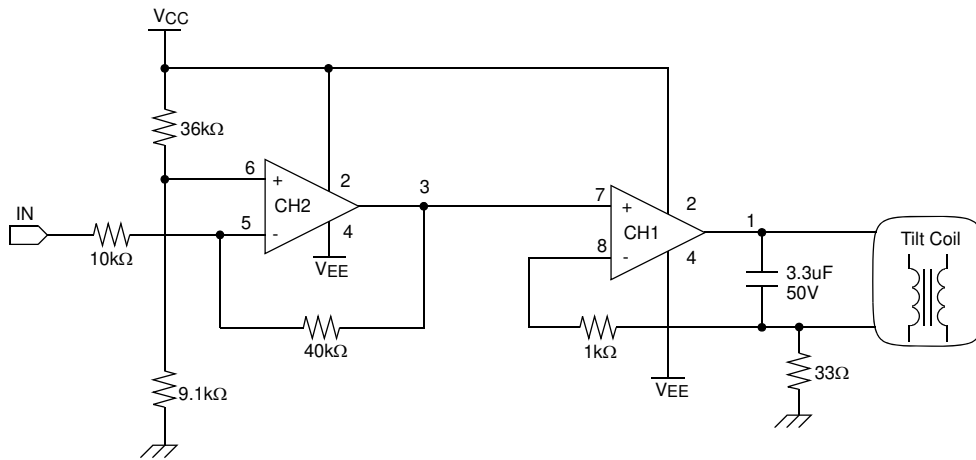 VCC
36kΩ
6
+
2
3
7
+
2
IN
CH2
CH1
1
Tilt Coil
5
-
4
8
-
4
10kΩ
VEE
3.3uF
50V
40kΩ
1kΩ
VEE
33Ω
9.1kΩ